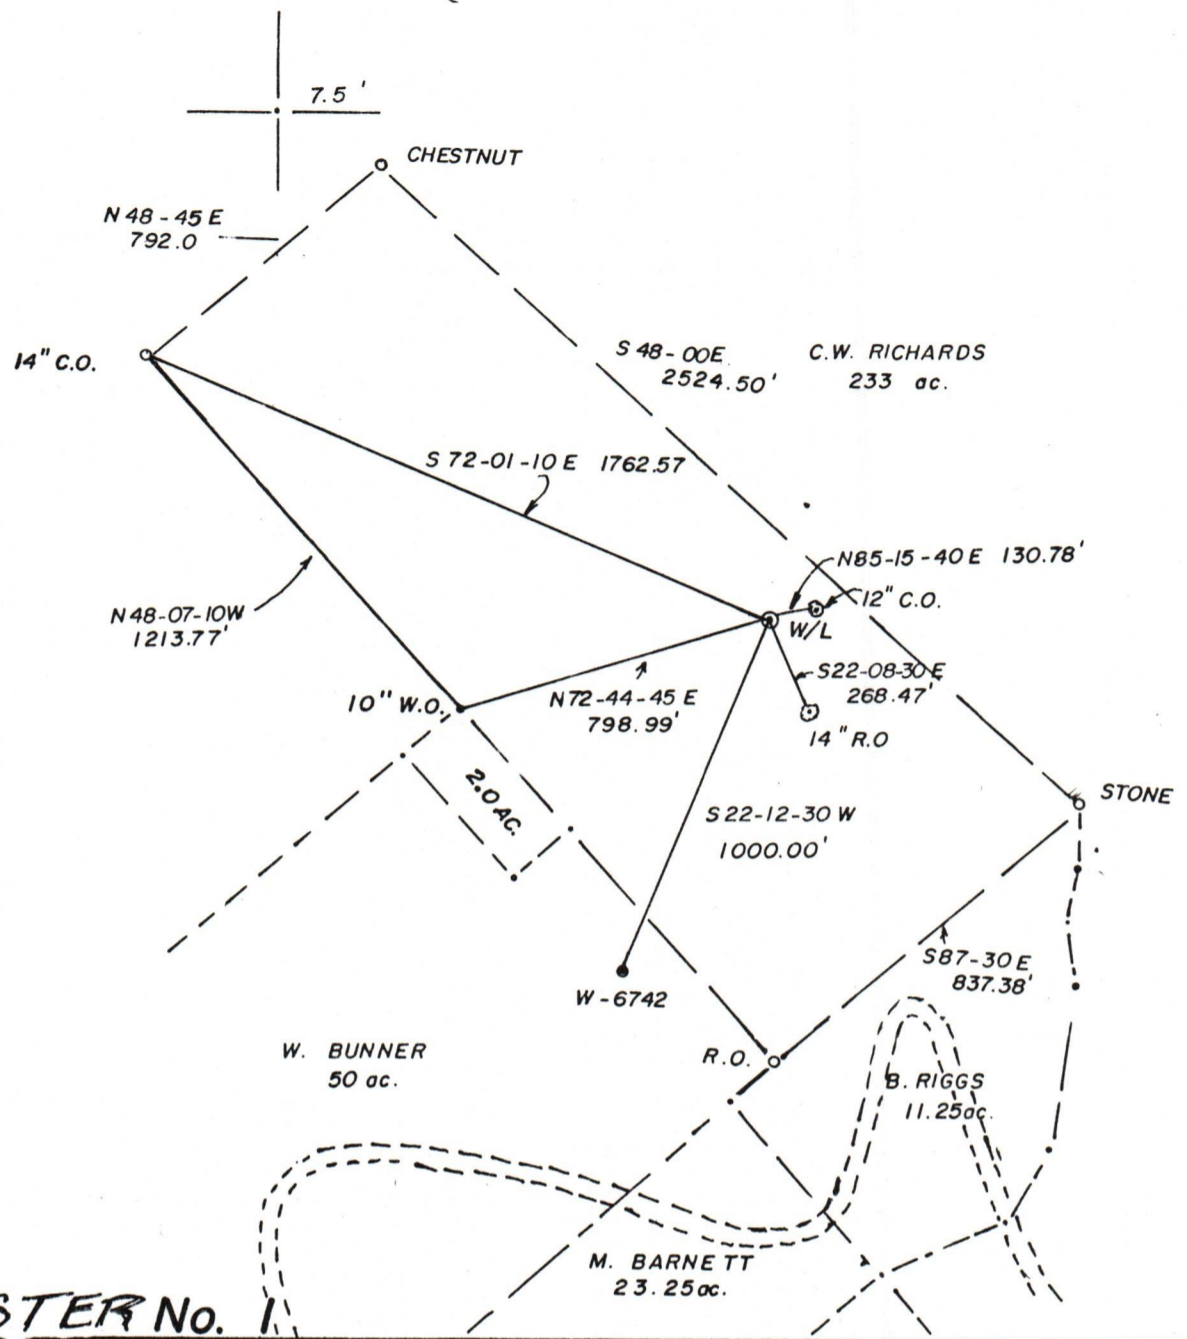 7.5 '
CHESTNUT
N 48 - 45 E
792.0
14" C.O.
S 48 - 00E
2524.50'
C.W. RICHARDS
233 ac.
S 72-01-10 E 1762.57
N85-15-40 E 130.78'
12" C.O.
W/L
N 48-07-10W
1213.77'
S22-08-30 E
268.47'
10" W.O.
N72-44-45 E
798.99'
14" R.O
2.0 AC.
STONE
S 22-12-30 W
1000.00'
S87-30 E
837.38'
W-6742
R.O.
W. BUNNER
50 ac.
B. RIGGS
11.25ac.
M. BARNETT
23.25ac.
STER No. 1